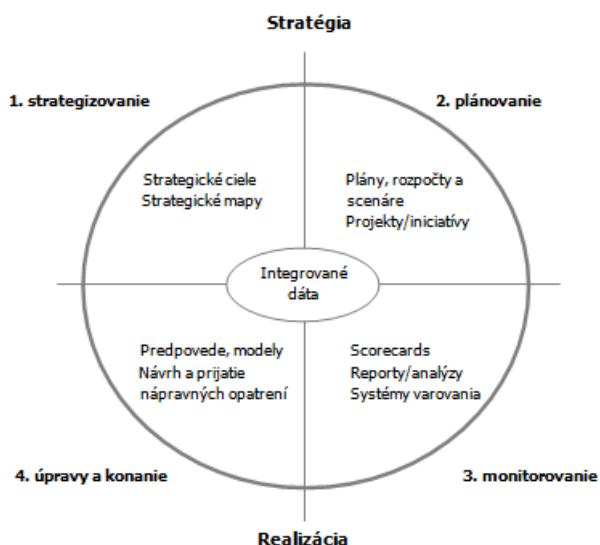 Stratégia
1. strategizovanie
2. plánovanie
Strategické ciele
Strategické mapy
Plány, rozpočty a
scenáre
Projekty/iniciatívy
Integrované
dáta
Predpovede, modely
Návrh a prijatie
nápravných opatrení
Scorecards
Reporty/analýzy
Systémy varovania
4. úpravy a konanie
3. monitorovanie
Realizácia